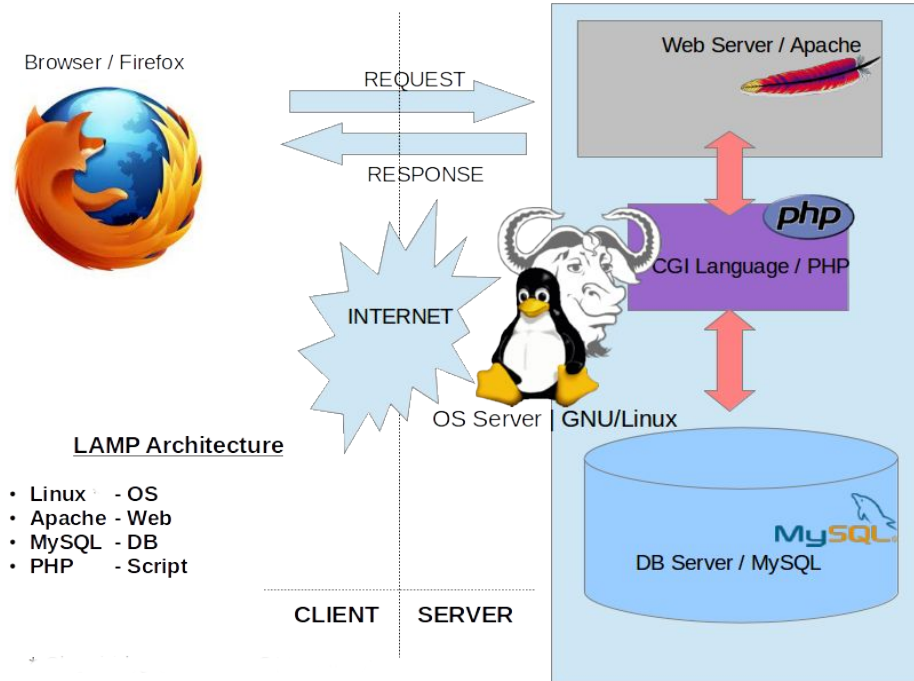 Browser / Firefox
REQUEST
RESPONSE
Web Server / Apache
php
CGI Language / PHP
INTERNET
OS Server | GNU/Linux
MySQL
DB Server / MySQL
LAMP Architecture
• Linux - OS
• Apache - Web
• MySQL - DB
• PHP - Script
CLIENT
SERVER